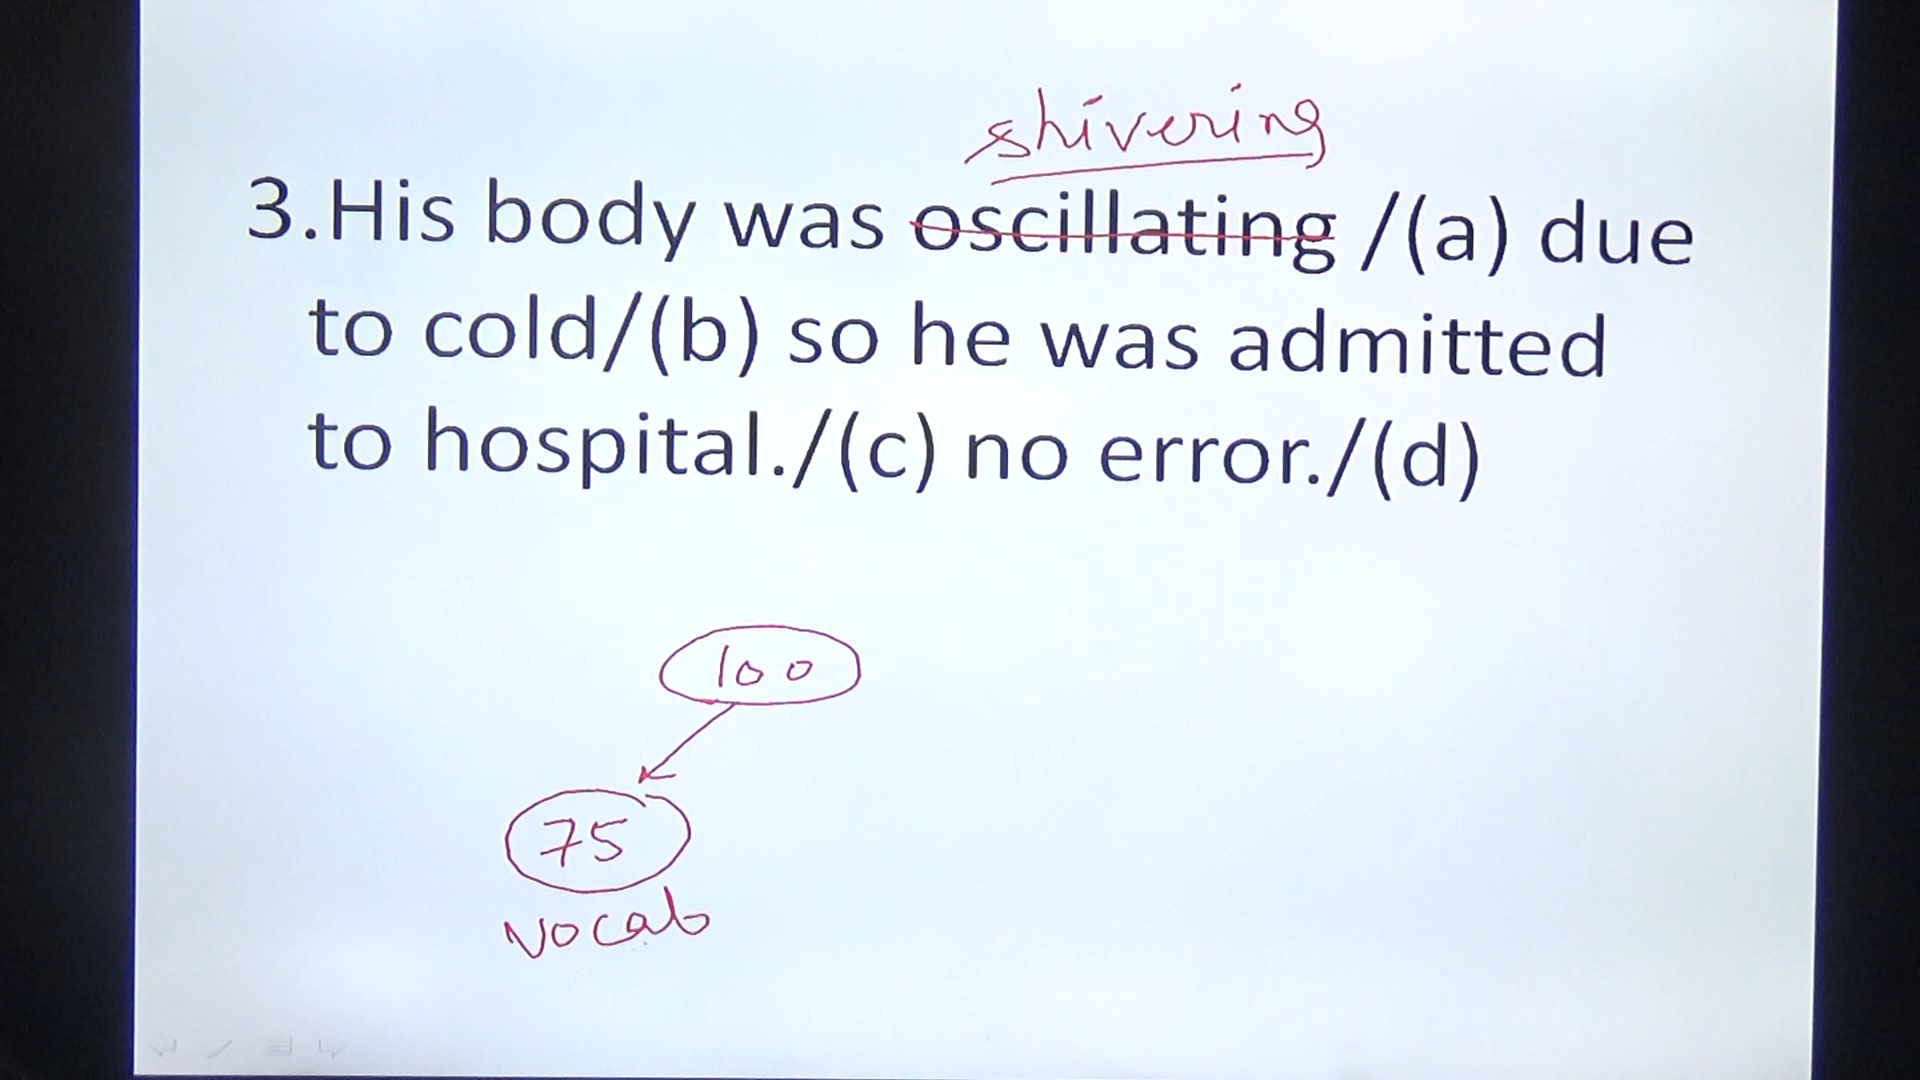 shivering
3.His body was oscillating /(a) due
to cold/(b) so he was admitted
to hospital./(c) no error./(d)
100
75
vocab